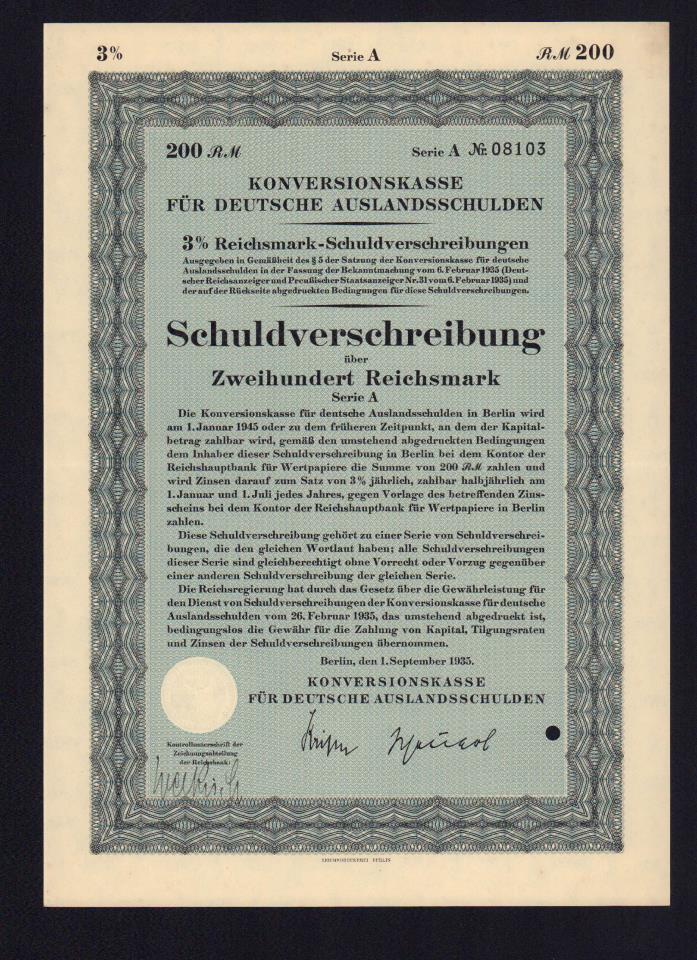 3%
Serie A
RM 200
200 RM
Serie A № 08103
KONVERSIONSKASSE
FÜR DEUTSCHE AUSLANDSSCHULDEN
3% Reichsmark-Schuldverschreibungen
Ausgegeben in Gemäßheit des § 5 der Satzung der Konversionskasse für deutsche
Auslandsschulden in der Fassung der Bekanntmachung vom 6. Februar 1935 (Deut-
scher Reichsanzeiger und Preußischer Staatsanzeiger Nr. 31 vom 6. Februar 1935) und
der auf der Rückseite abgedruckten Bedingungen für diese Schuldverschreibungen.
Schuldverschreibung
über
Zweihundert Reichsmark
Serie A
Die Konversionskasse für deutsche Auslandsschulden in Berlin wird
am 1. Januar 1945 oder zu dem früheren Zeitpunkt, an dem der Kapital-
betrag zahlbar wird, gemäß den umstehend abgedruckten Bedingungen
dem Inhaber dieser Schuldverschreibung in Berlin bei dem Kontor der
Reichshauptbank für Wertpapiere die Summe von 200 RM zahlen und
wird Zinsen darauf zum Satz von 3% jährlich, zahlbar halbjährlich am
1. Januar und 1. Juli jedes Jahres, gegen Vorlage des betreffenden Zins-
scheins bei dem Kontor der Reichshauptbank für Wertpapiere in Berlin
zahlen.
Diese Schuldverschreibung gehört zu einer Serie von Schuldverschrei-
bungen, die den gleichen Wortlaut haben; alle Schuldverschreibungen
dieser Serie sind gleichberechtigt ohne Vorrecht oder Vorzug gegenüber
einer anderen Schuldverschreibung der gleichen Serie.
Die Reichsregierung hat durch das Gesetz über die Gewährleistung für
den Dienst von Schuldverschreibungen der Konversionskasse für deutsche
Auslandsschulden vom 26. Februar 1935, das umstehend abgedruckt ist,
bedingungslos die Gewähr für die Zahlung von Kapital, Tilgungsraten
und Zinsen der Schuldverschreibungen übernommen.
Berlin, den 1. September 1935.
KONVERSIONSKASSE
FÜR DEUTSCHE AUSLANDSSCHULDEN
Kontrollunterschrift der
Zeichnungsabteilung
der Reichsbank:
REICHSDRUCKEREI BERLIN